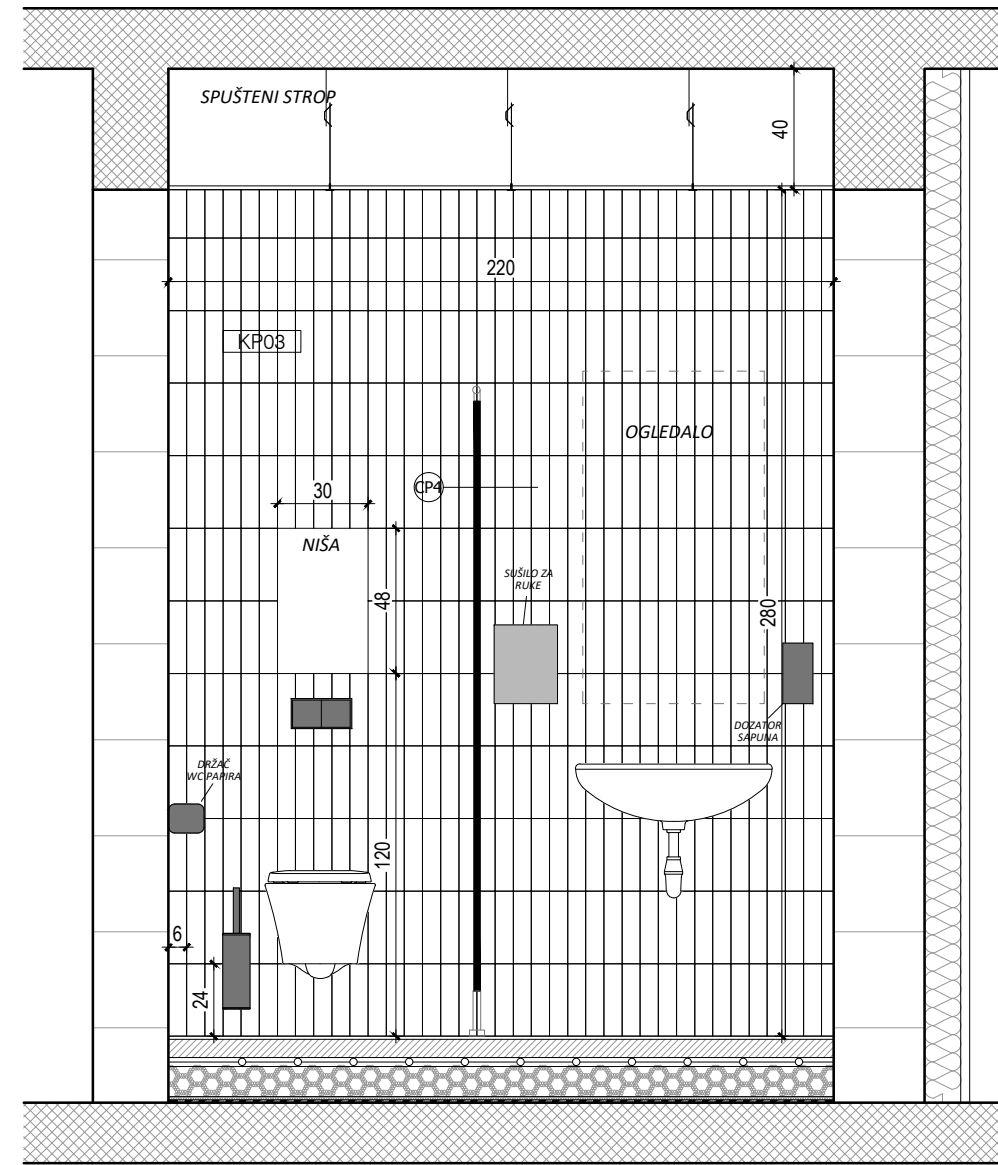 SPUŠTENI STROP
40
220
KP03
OGLEDALO
CP4
30
NIŠA
SUŠILO ZA
RUKE
48
280
DOZATOR
SAPUNA
DRŽAČ
WC PAPIRA
120
6
24